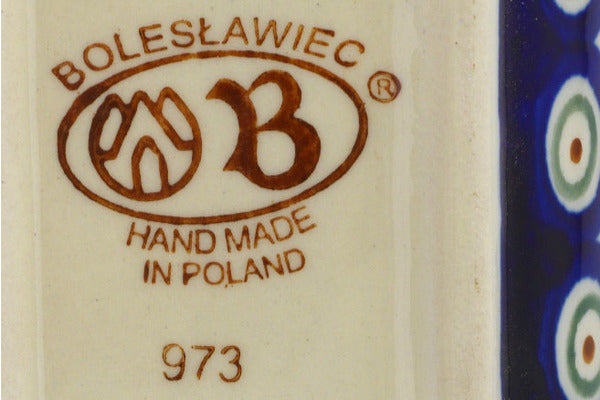 BOLESŁAWIEC
B ®
HAND MADE
IN POLAND
973